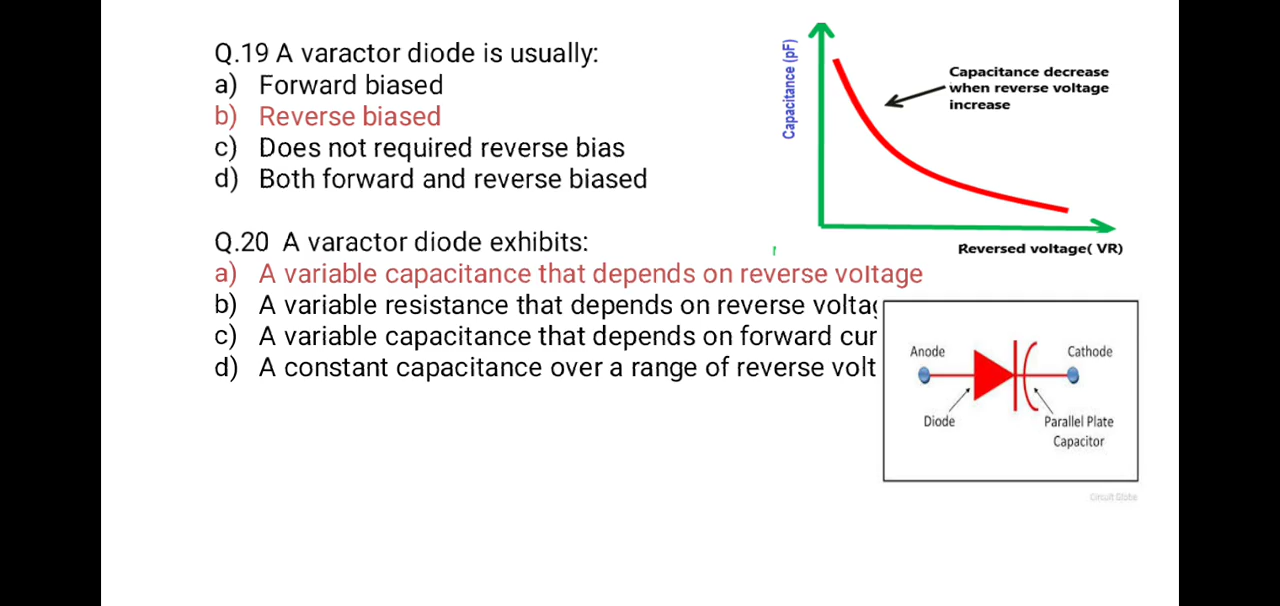 Q.19 A varactor diode is usually:
a) Forward biased
b) Reverse biased
c) Does not required reverse bias
d) Both forward and reverse biased
Q.20 A varactor diode exhibits:
a) A variable capacitance that depends on reverse voltage
b) A variable resistance that depends on reverse
c) A variable capacitance that depends on forward cur
d) A constant capacitance over a range of reverse volt
Capacitance (pF)
Capacitance decrease
when reverse voltage
increase
Reversed voltage( VR)
Anode
Cathode
Diode
Parallel Plate
Capacitor
Circuit Globe